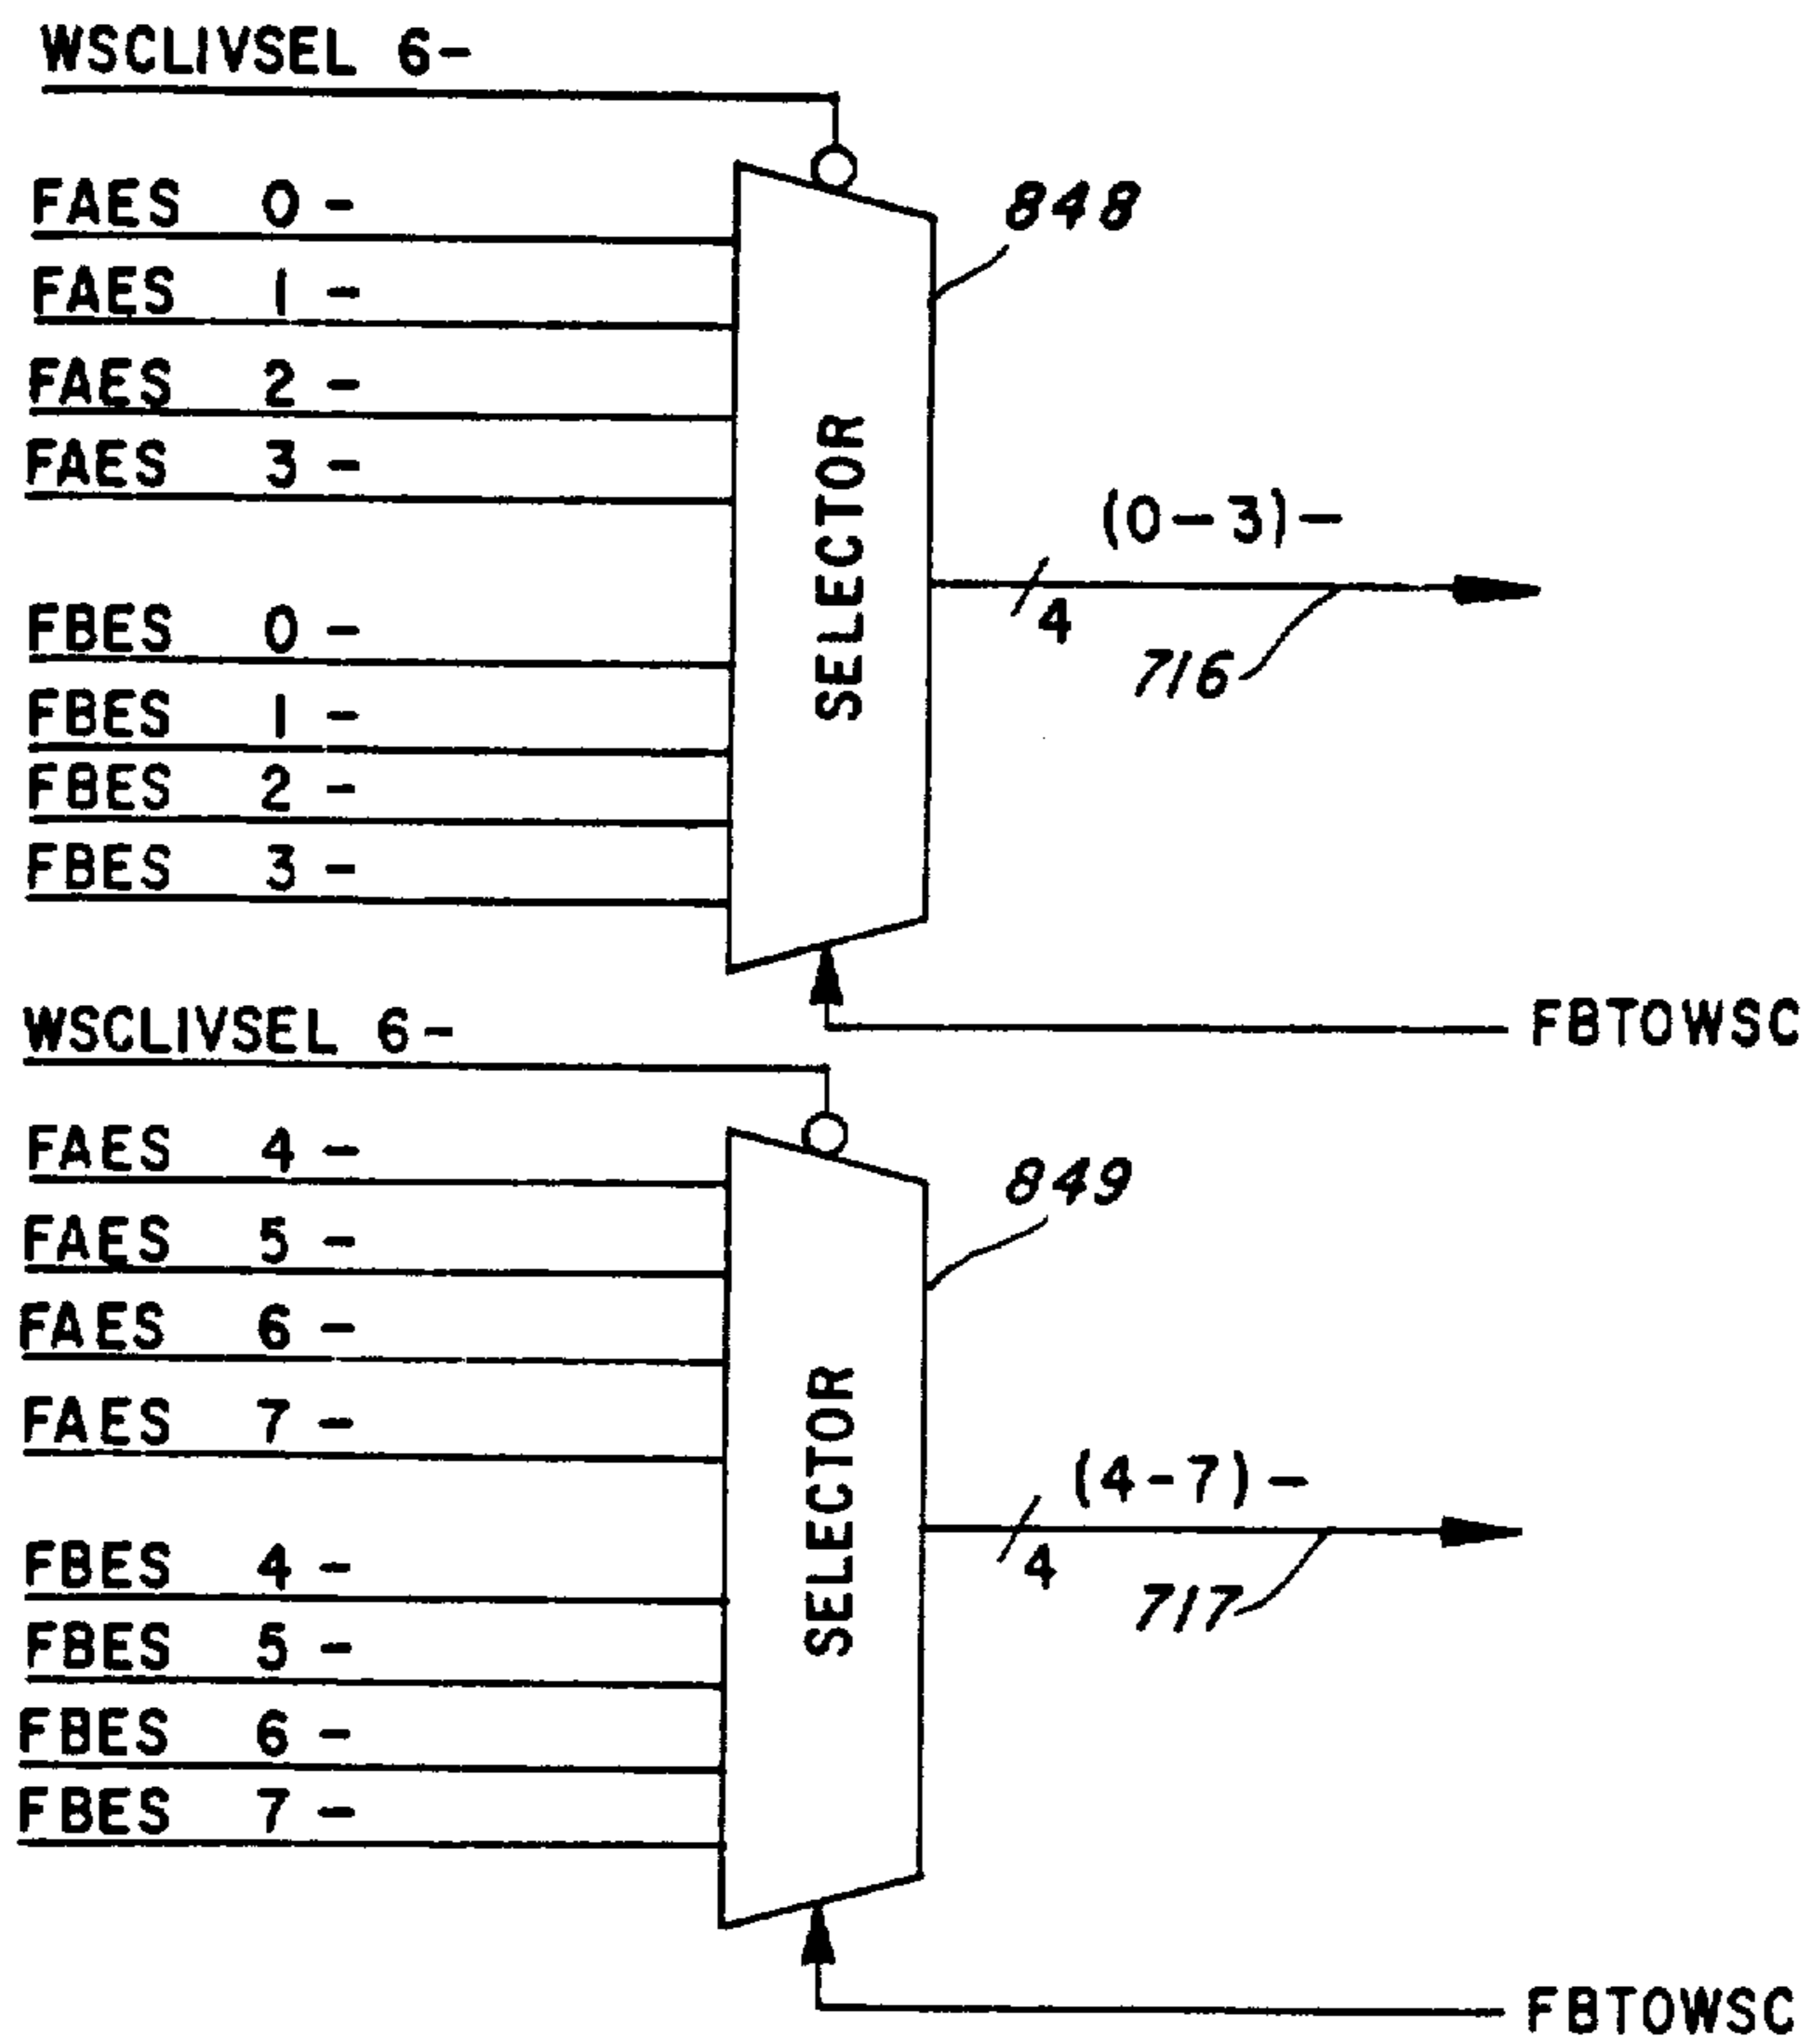 WSCLIVSEL 6-
FAES 0-
848
FAES 1-
FAES 2-
FAES 3-
SELECTOR
(0-3)-
4
716
FBES 0-
FBES 1-
FBES 2-
FBES 3-
FBTOWSC
WSCLIVSEL 6-
FAES 4-
849
FAES 5-
FAES 6-
FAES 7-
SELECTOR
(4-7)-
4
717
FBES 4-
FBES 5-
FBES 6-
FBES 7-
FBTOWSC